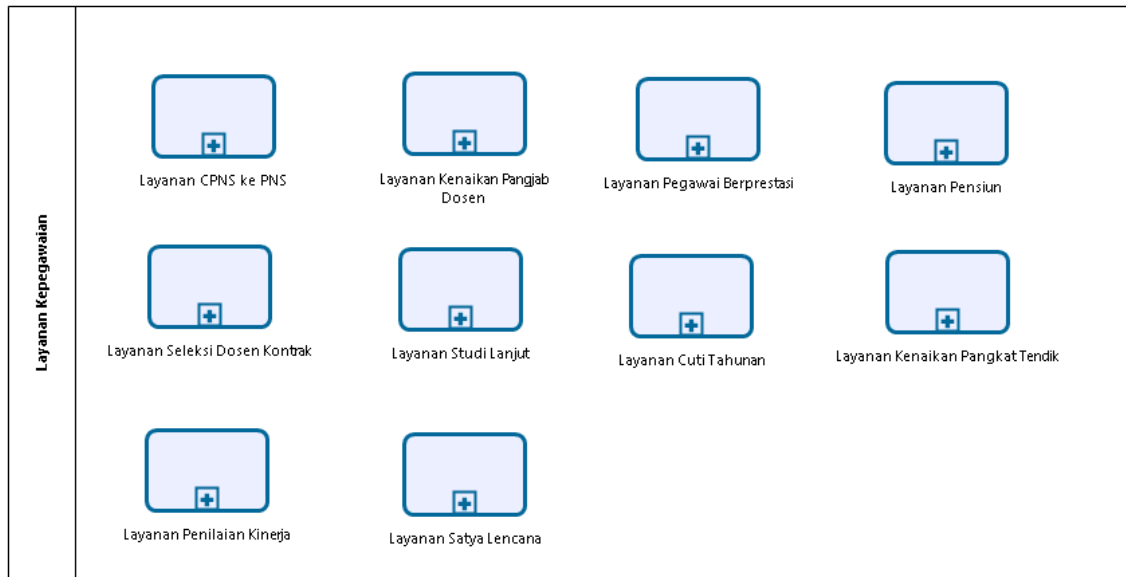 Layanan Kepegawaian
Layanan CPNS ke PNS
Layanan Kenaikan Pangjab
Dosen
Layanan Pegawai Berprestasi
Layanan Pensiun
Layanan Seleksi Dosen Kontrak
Layanan Studi Lanjut
Layanan Cuti Tahunan
Layanan Kenaikan Pangkat Tendik
Layanan Penilaian Kinerja
Layanan Satya Lencana